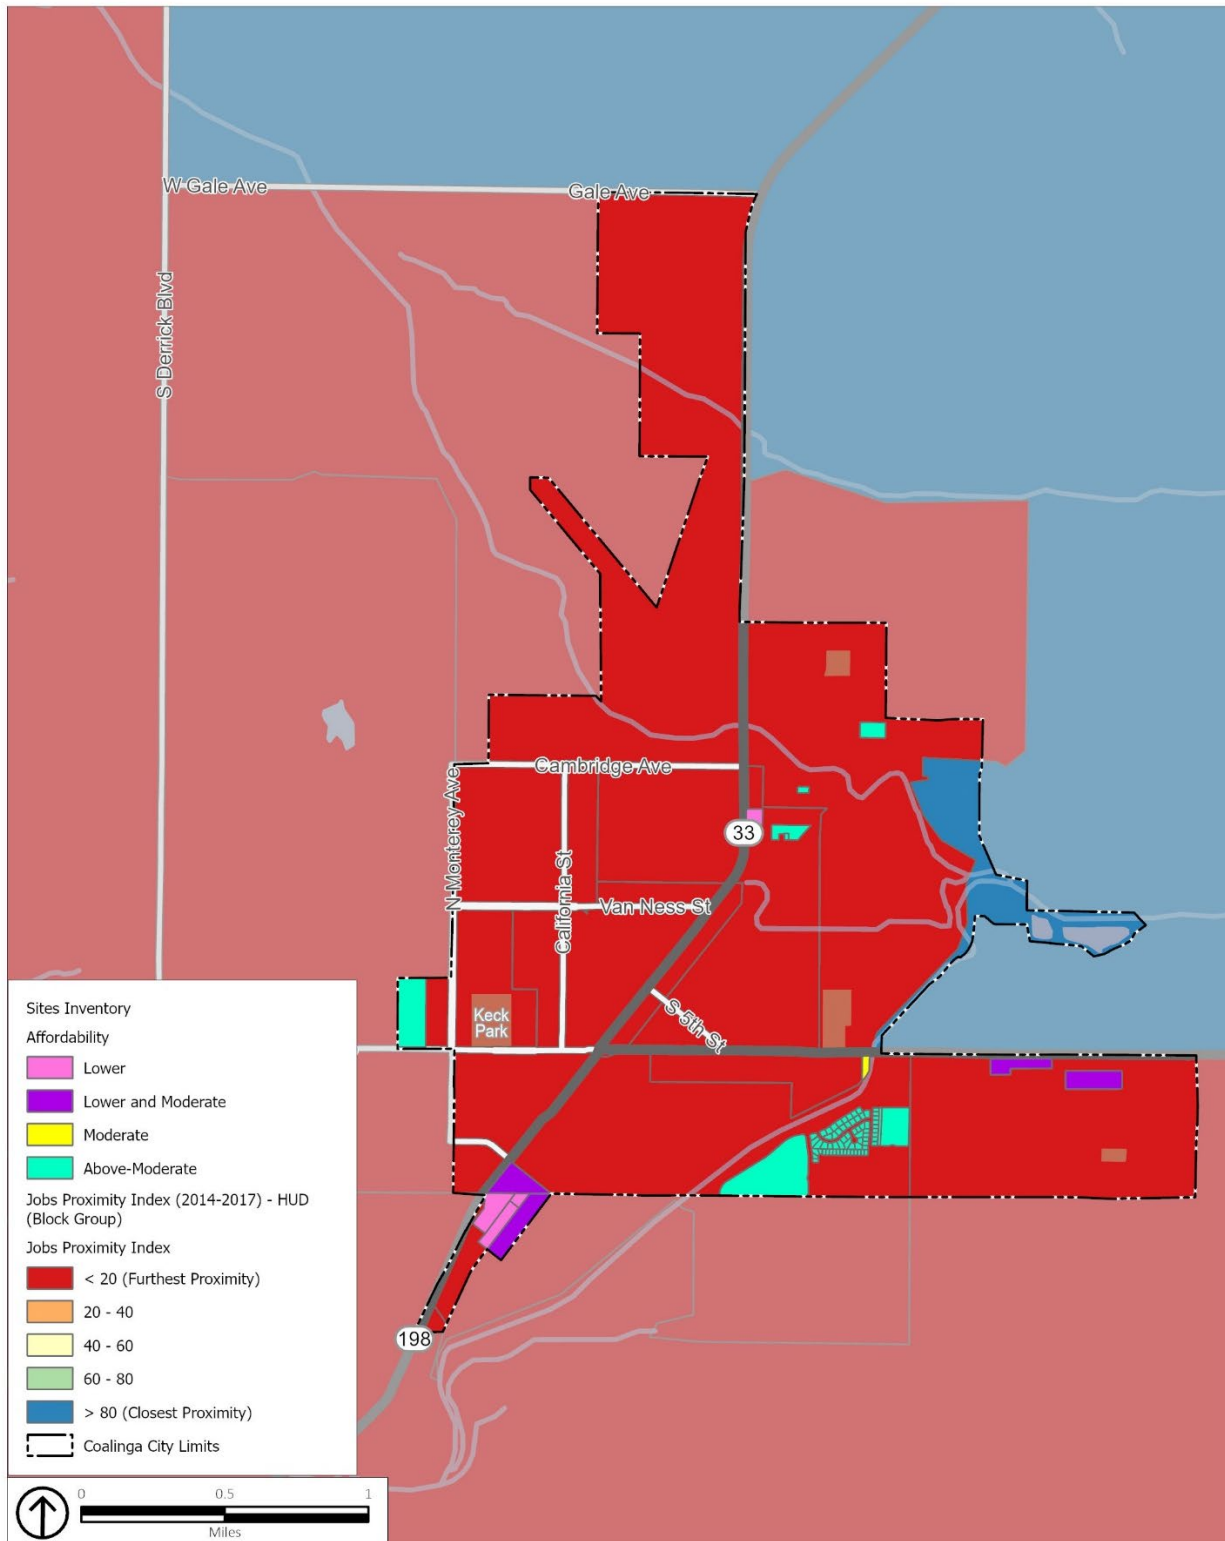 W Gale Ave
Gale Ave
S Derrick Blvd
Cambridge Ave
N Monterey Ave
33
California St
Van Ness St
S 5th St
Keck
Park
198
Sites Inventory
Affordability
Lower
Lower and Moderate
Moderate
Above-Moderate
Jobs Proximity Index (2014-2017) - HUD
(Block Group)
Jobs Proximity Index
< 20 (Furthest Proximity)
20 - 40
40 - 60
60 - 80
> 80 (Closest Proximity)
Coalinga City Limits
0 0.5 1
Miles